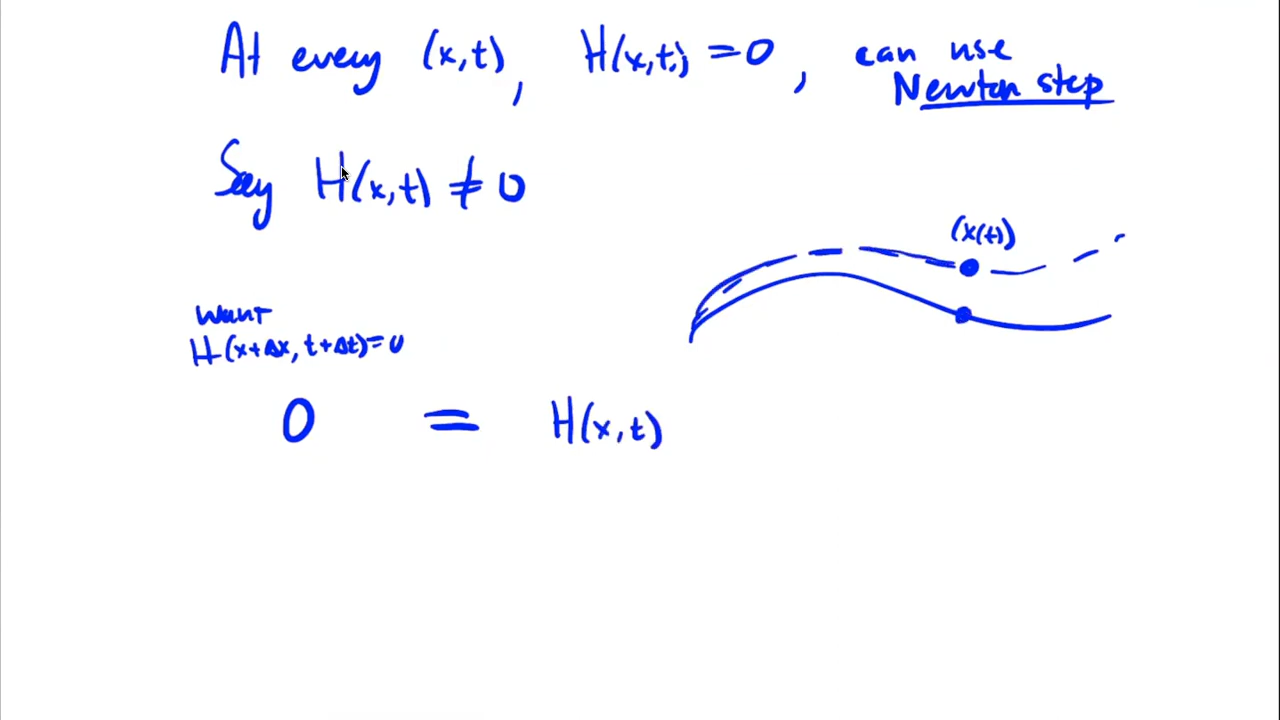 At every (x,t), H(x,t) = 0, can use
Newton step
Say H(x,t) ≠ 0
(x(t))
want
H(x+Δx, t+Δt)=0
0 = H(x,t)